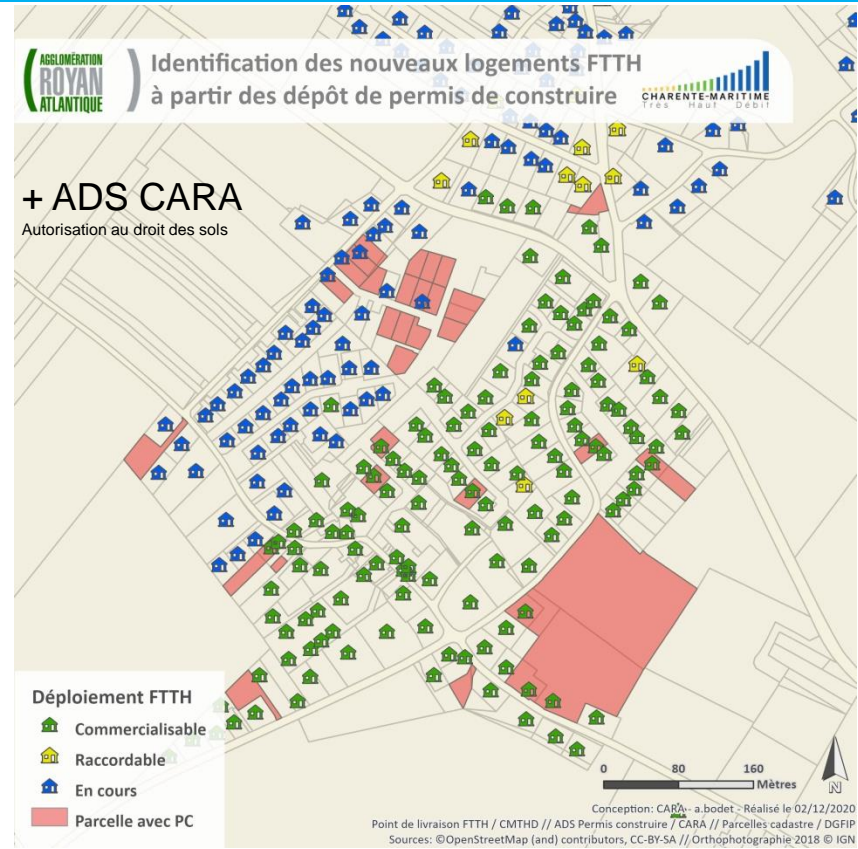 AGGLOMÉRATION
ROYAN
ATLANTIQUE
Identification des nouveaux logements FTTH
à partir des dépôt de permis de construire
CHARENTE-MARITIME
Très Haut Débit
+ ADS CARA
Autorisation au droit des sols
Déploiement FTTH
Commercialisable
Raccordable
En cours
Parcelle avec PC
0 80 160
Mètres
N
Conception: CARA - a.bodet - Réalisé le 02/12/2020
Point de livraison FTTH / CMTHD // ADS Permis construire / CARA // Parcelles cadastre / DGFIP
Sources: ©OpenStreetMap (and) contributors, CC-BY-SA // Orthophotographie 2018 © IGN